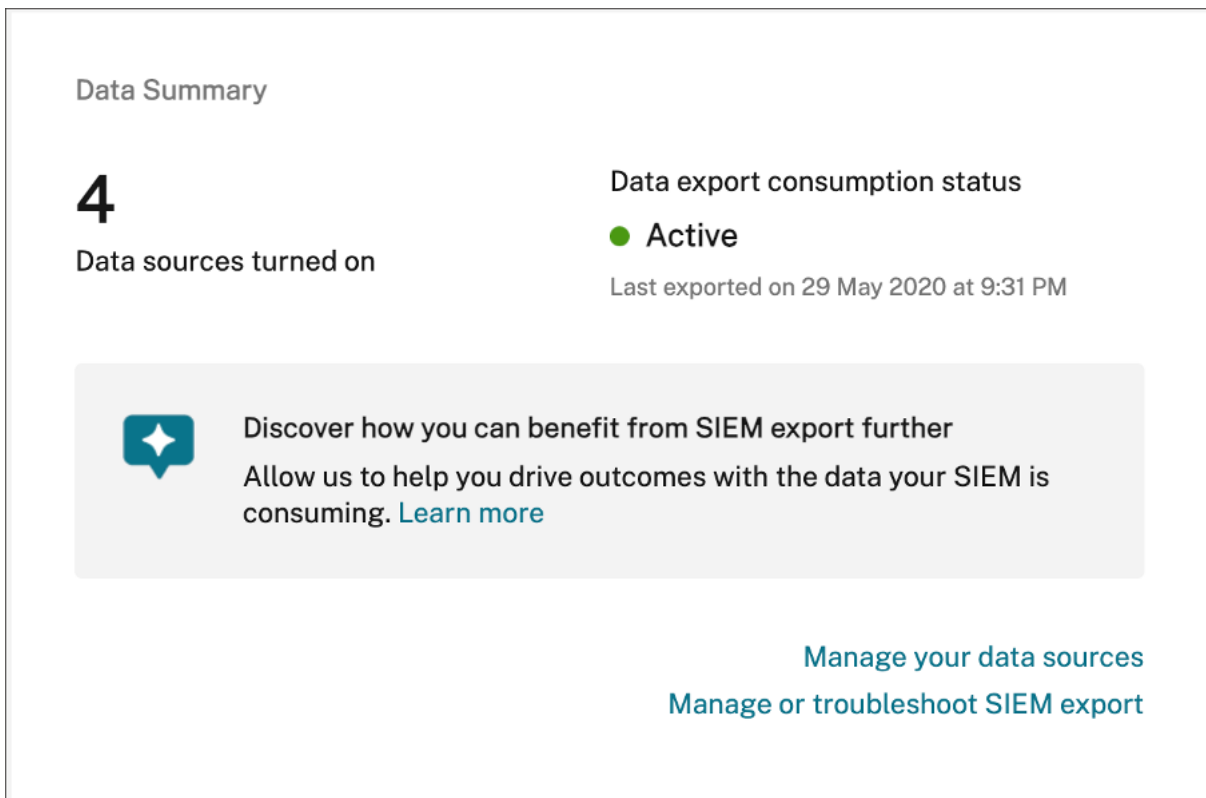 Data Summary
4
Data sources turned on
Data export consumption status
Active
Last exported on 29 May 2020 at 9:31 PM
Discover how you can benefit from SIEM export further
Allow us to help you drive outcomes with the data your SIEM is
consuming. Learn more
Manage your data sources
Manage or troubleshoot SIEM export